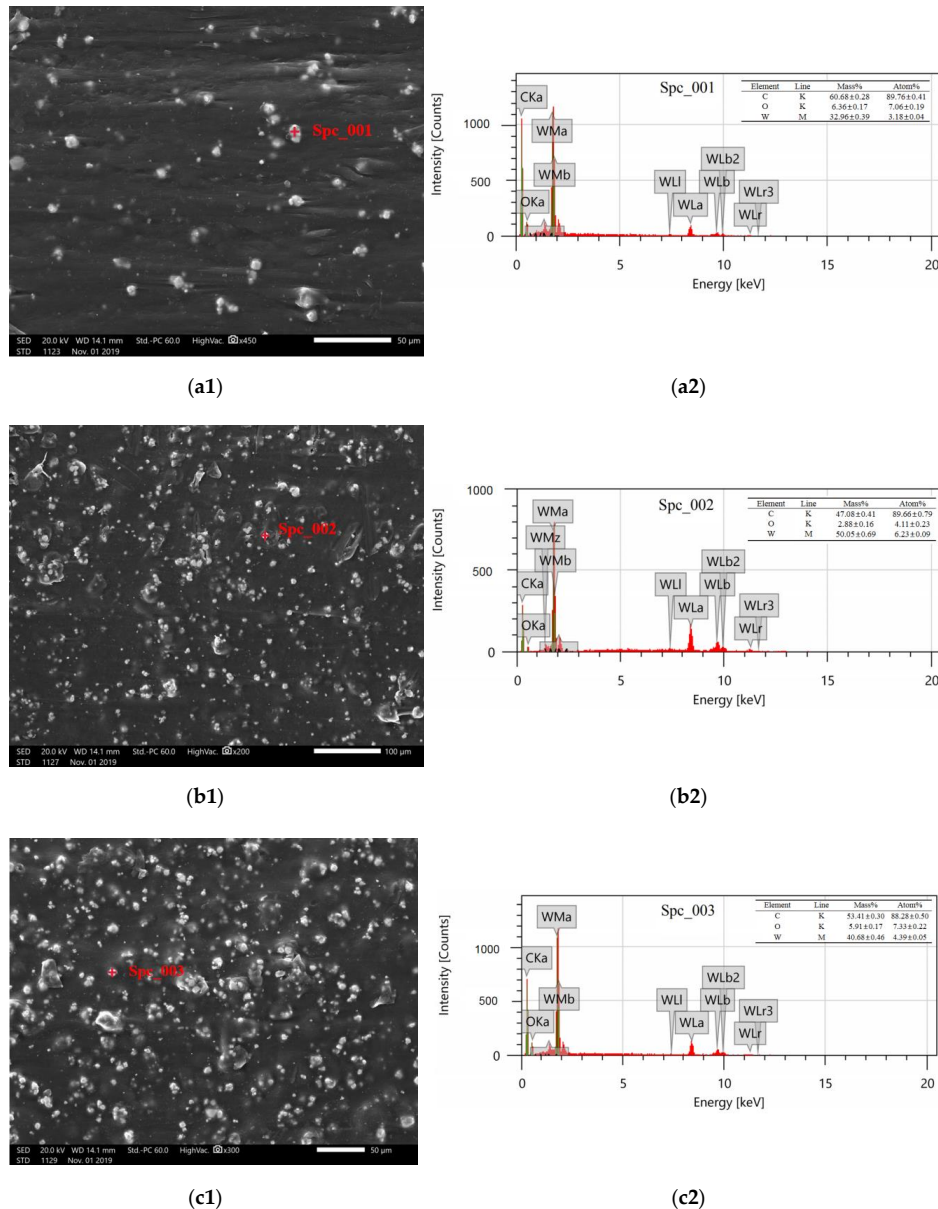 Spc_001
SED 20.0 kV WD 14.1 mm Std.-PC 60.0 HighVac. x450 50 µm
STD 1123 Nov. 01 2019
(a1)
Spc_001
Element Line Mass% Atom%
C K 60.68±0.28 89.76±0.41
O K 6.36±0.17 7.06±0.19
W M 32.96±0.39 3.18±0.04
CKa
WMa
WMb
OKa
WLb2
WLl
WLb
WLa
WLr3
WLr
Intensity [Counts]
1000
500
0
0 5 10 15 20
Energy [keV]
(a2)
Spc_002
SED 20.0 kV WD 14.1 mm Std.-PC 60.0 HighVac. x200 100 µm
STD 1127 Nov. 01 2019
(b1)
Spc_002
Element Line Mass% Atom%
C K 47.08±0.41 89.66±0.79
O K 2.88±0.16 4.11±0.23
W M 50.05±0.69 6.23±0.09
WMa
WMz
WMb
CKa
OKa
WLb2
WLl
WLb
WLa
WLr3
WLr
Intensity [Counts]
1000
500
0
0 5 10 15 20
Energy [keV]
(b2)
Spc_003
SED 20.0 kV WD 14.1 mm Std.-PC 60.0 HighVac. x300 50 µm
STD 1129 Nov. 01 2019
(c1)
Spc_003
Element Line Mass% Atom%
C K 53.41±0.30 88.28±0.50
O K 5.91±0.17 7.33±0.22
W M 40.68±0.46 4.39±0.05
WMa
CKa
WMb
OKa
WLb2
WLl
WLb
WLa
WLr3
WLr
Intensity [Counts]
1000
500
0
0 5 10 15 20
Energy [keV]
(c2)